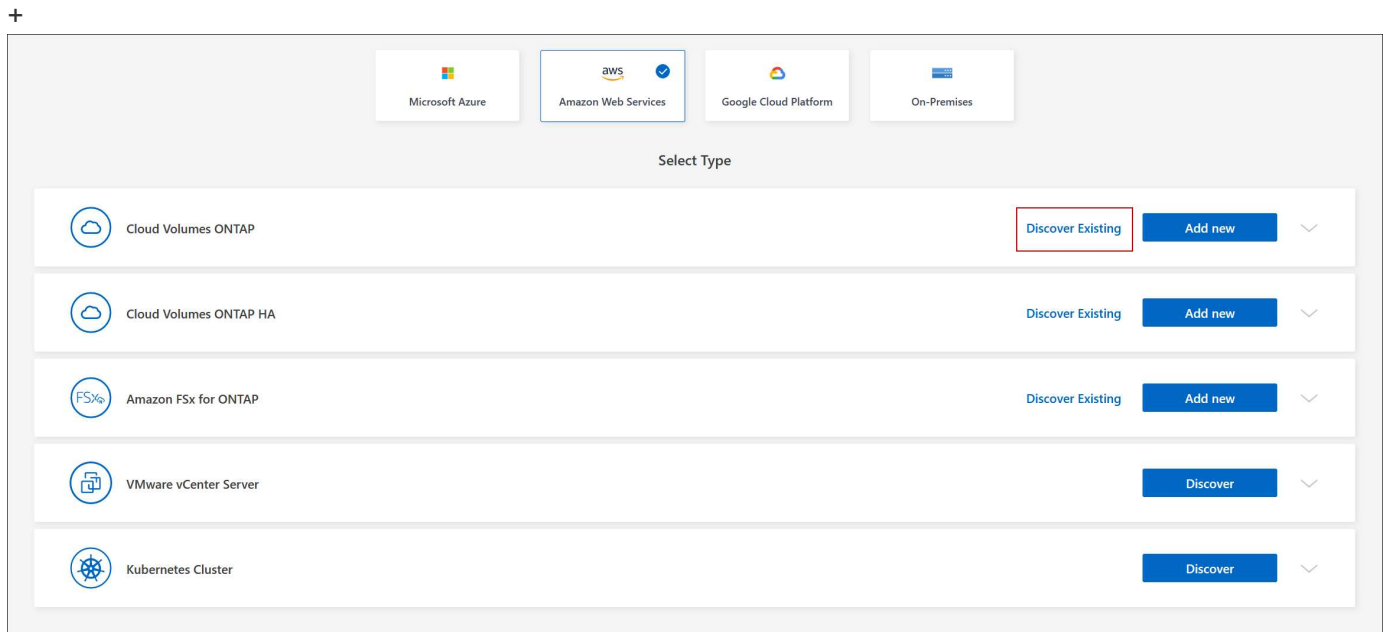 +
aws
Microsoft Azure Amazon Web Services Google Cloud Platform On-Premises
Select Type
Cloud Volumes ONTAP Discover Existing Add new
Cloud Volumes ONTAP HA Discover Existing Add new
FSx Amazon FSx for ONTAP Discover Existing Add new
VMware vCenter Server Discover
Kubernetes Cluster Discover